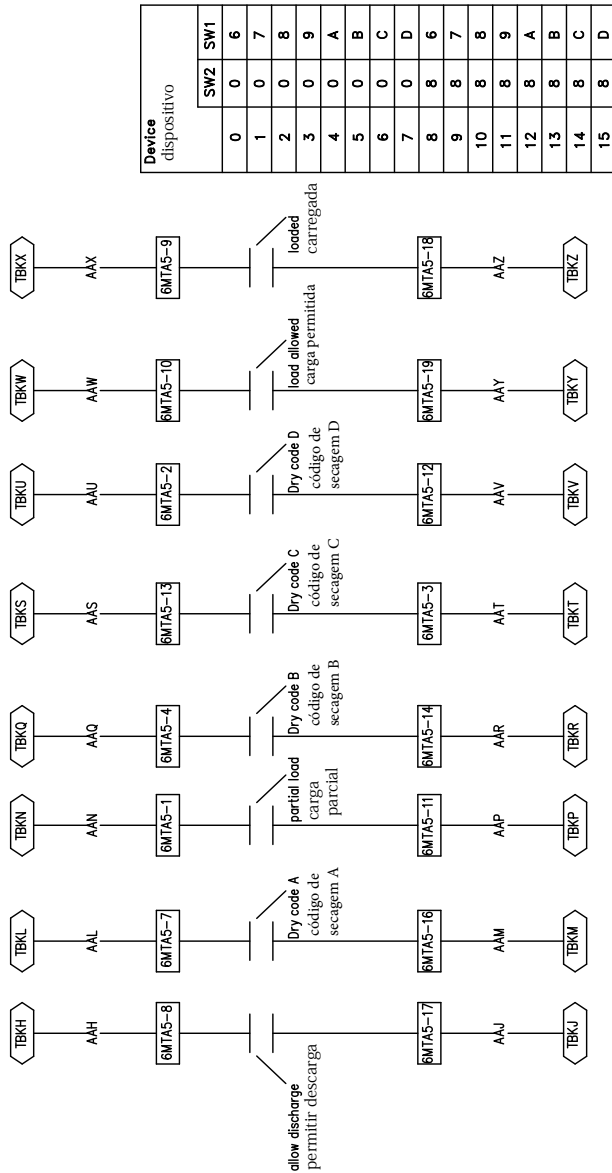 TBKH
AAH
6MTA5-8
allow discharge
permitir descarga
6MTA5-17
AAJ
TBKJ
TBKL
AAL
6MTA5-7
Dry code A
código de
secagem A
6MTA5-16
AAM
TBKM
TBKN
AAN
6MTA5-1
partial load
carga
parcial
6MTA5-11
AAP
TBKP
TBKQ
AAQ
6MTA5-4
Dry code B
código de
secagem B
6MTA5-14
AAR
TBKR
TBKS
AAS
6MTA5-13
Dry code C
código de
secagem C
6MTA5-3
AAT
TBKT
TBKU
AAU
6MTA5-2
Dry code D
código de
secagem D
6MTA5-12
AAV
TBKV
TBKW
AAW
6MTA5-10
load allowed
carga permitida
6MTA5-19
AAY
TBKY
TBKX
AAX
6MTA5-9
loaded
carregada
6MTA5-18
AAZ
TBKZ
Device
dispositivo
SW2 SW1
0 0 6
1 0 7
2 0 8
3 0 9
4 0 A
5 0 B
6 0 C
7 0 D
8 8 6
9 8 7
10 8 8
11 8 9
12 8 A
13 8 B
14 8 C
15 8 D